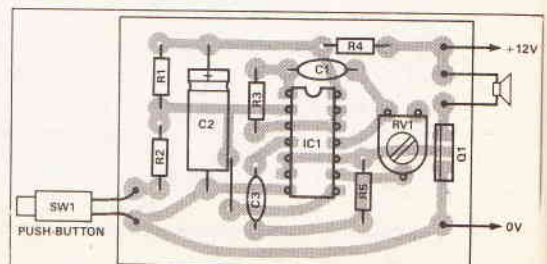 R4
+12V
R1
C1
R3
C2
RV1
IC1
Q1
R2
C3
R5
SW1
PUSH-BUTTON
0V